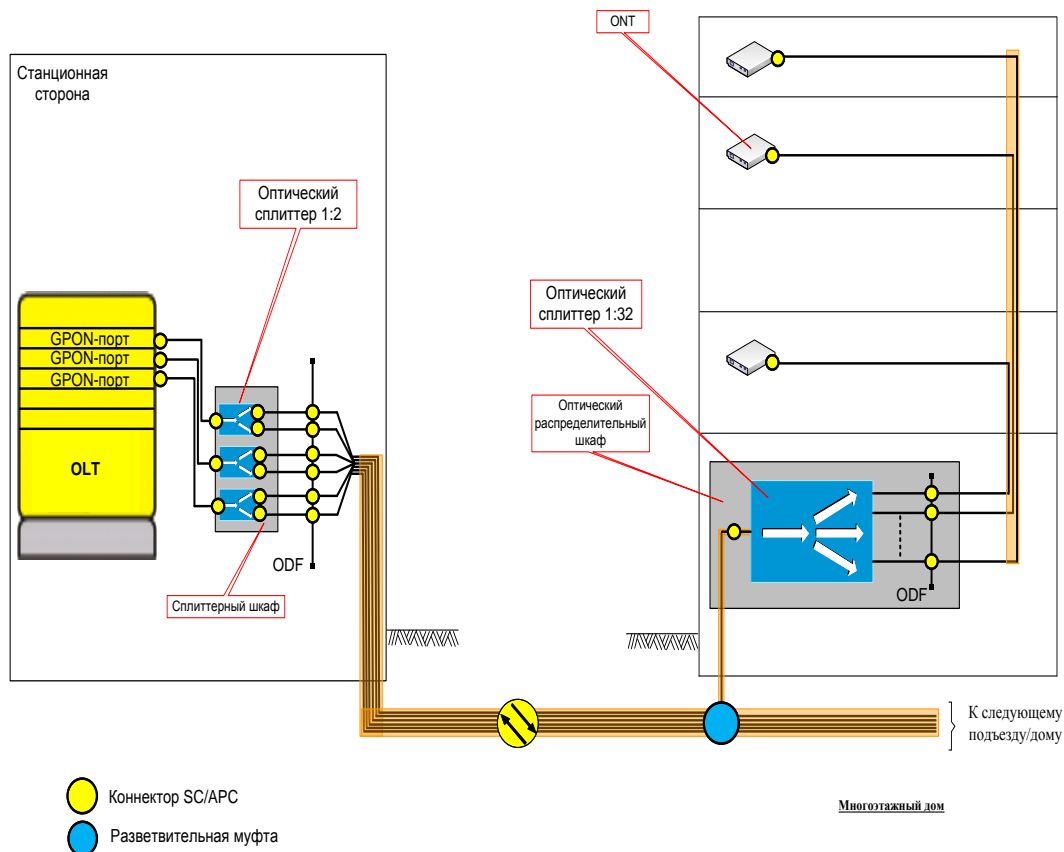 ONT
Станционная
сторона
Оптический
сплиттер 1:2
Оптический
сплиттер 1:32
GPON-порт
GPON-порт
GPON-порт
Оптический
распределительный
шкаф
OLT
ODF
ODF
Сплиттерный шкаф
К следующему
подъезду/дому
Коннектор SC/APC
Многоэтажный дом
Разветвительная муфта